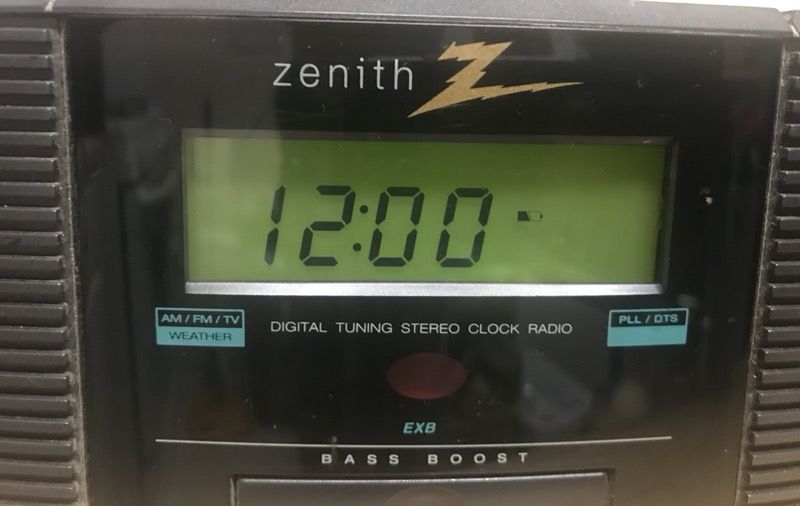 zenith
12:00
AM / FM / TV
WEATHER
DIGITAL TUNING STEREO CLOCK RADIO
PLL / DTS
EXB
BASS BOOST